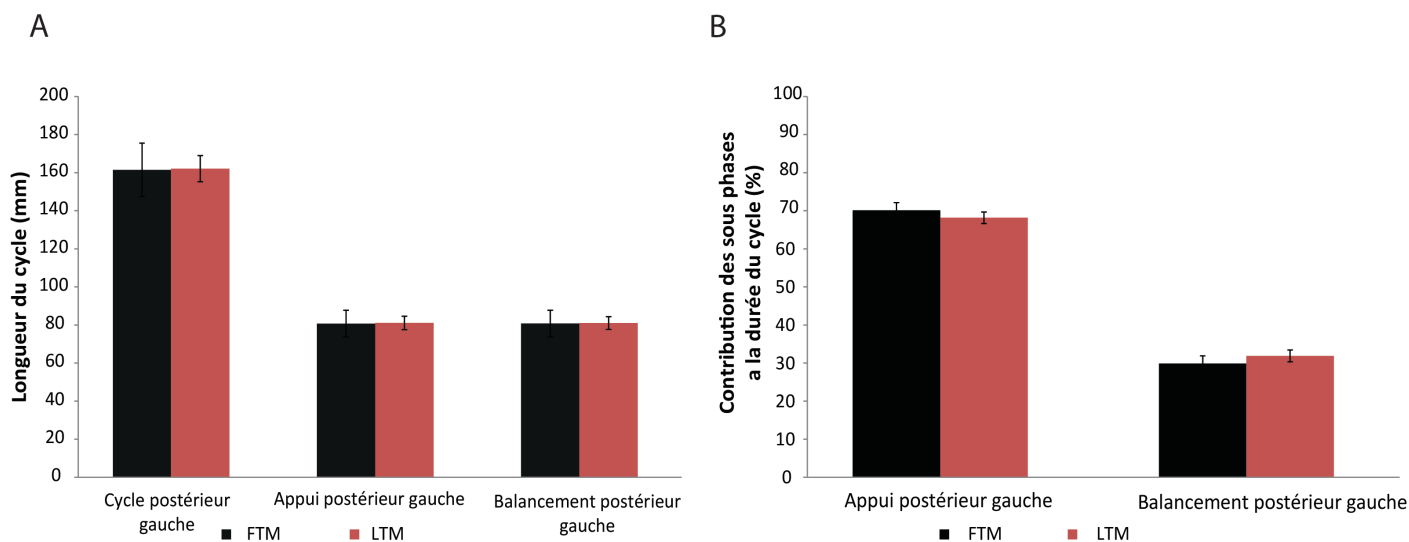 A
Longueur du cycle (mm)
200
180
160
140
120
100
80
60
40
20
0
Cycle postérieur
gauche
Appui postérieur gauche
Balancement postérieur
gauche
FTM
LTM
B
Contribution des sous phases
a la durée du cycle (%)
100
90
80
70
60
50
40
30
20
10
0
Appui postérieur gauche
Balancement postérieur gauche
FTM
LTM